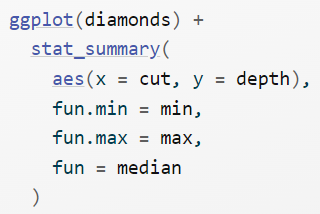 ggplot(diamonds) +
  stat_summary(
    aes(x = cut, y = depth),
    fun.min = min,
    fun.max = max,
    fun = median
  )